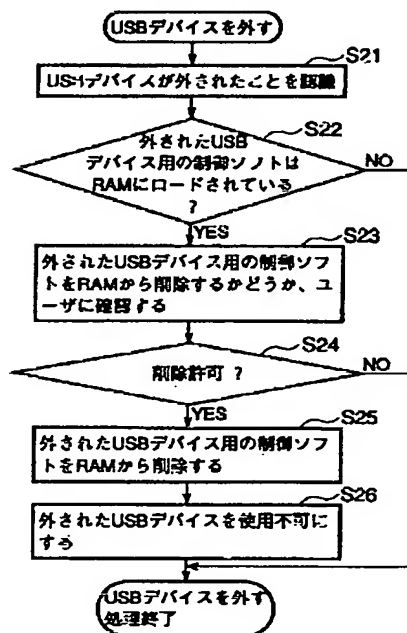 USBデバイスを外す
S21
USBデバイスが外されたことを認識
S22
外されたUSB
デバイス用の制御ソフトは
RAMにロードされている
?
NO
YES
S23
外されたUSBデバイス用の制御ソ
フトをRAMから削除するかどうか、ユ
ーザに確認する
S24
削除許可 ?
NO
YES
S25
外されたUSBデバイス用の制御ソフ
トをRAMから削除する
S26
外されたUSBデバイスを使用不可に
する
USBデバイスを外す
処理終了